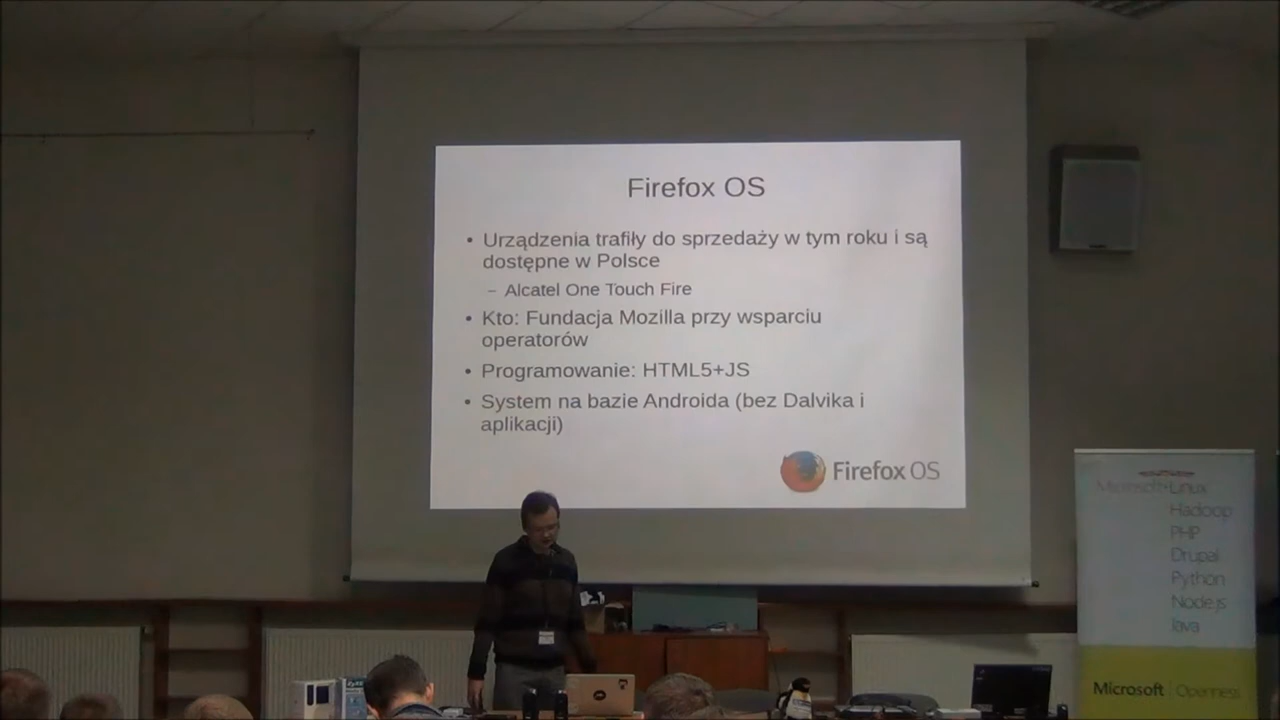 Firefox OS
• Urządzenia trafiły do sprzedaży w tym roku i są
dostępne w Polsce
– Alcatel One Touch Fire
• Kto: Fundacja Mozilla przy wsparciu
operatorów
• Programowanie: HTML5+JS
• System na bazie Androida (bez Dalvika i
aplikacji)
Firefox OS
Microsoft+Linux
Hadoop
PHP
Drupal
Python
Node.js
Java
Microsoft | Openness